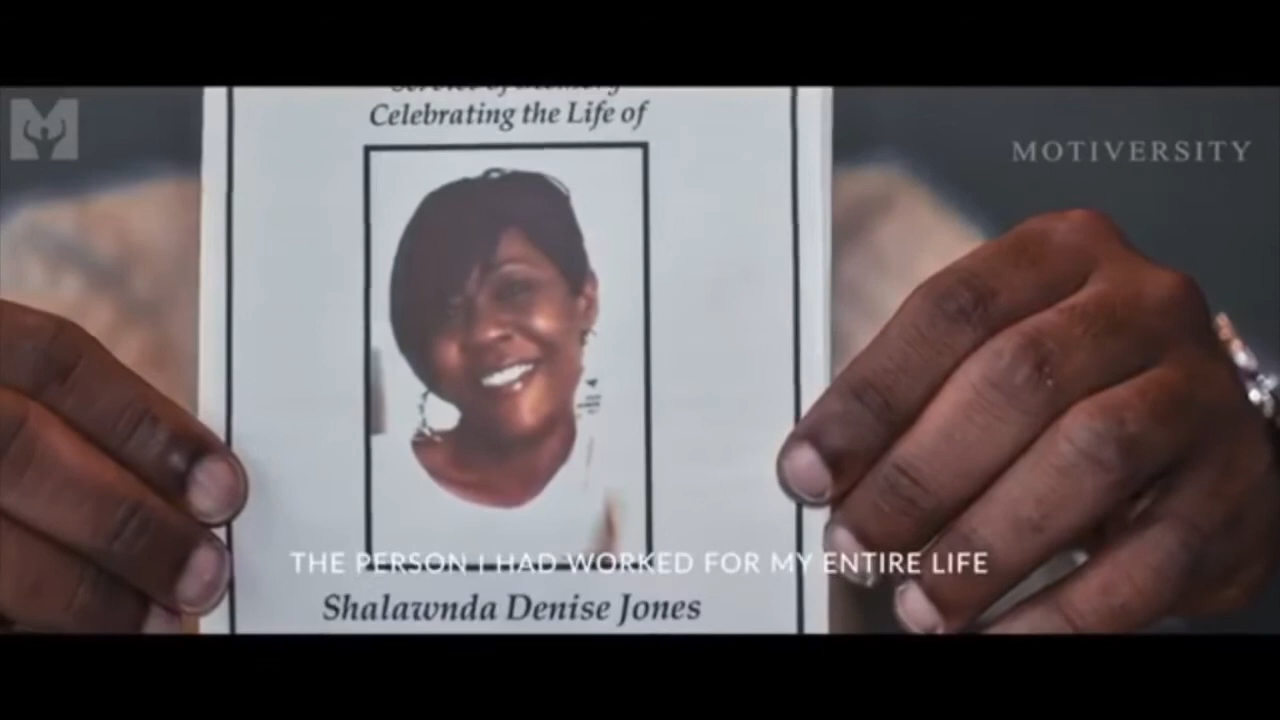 Celebrating the Life of
MOTIVERSITY
THE PERSON I HAD WORKED FOR MY ENTIRE LIFE
Shalawnda Denise Jones